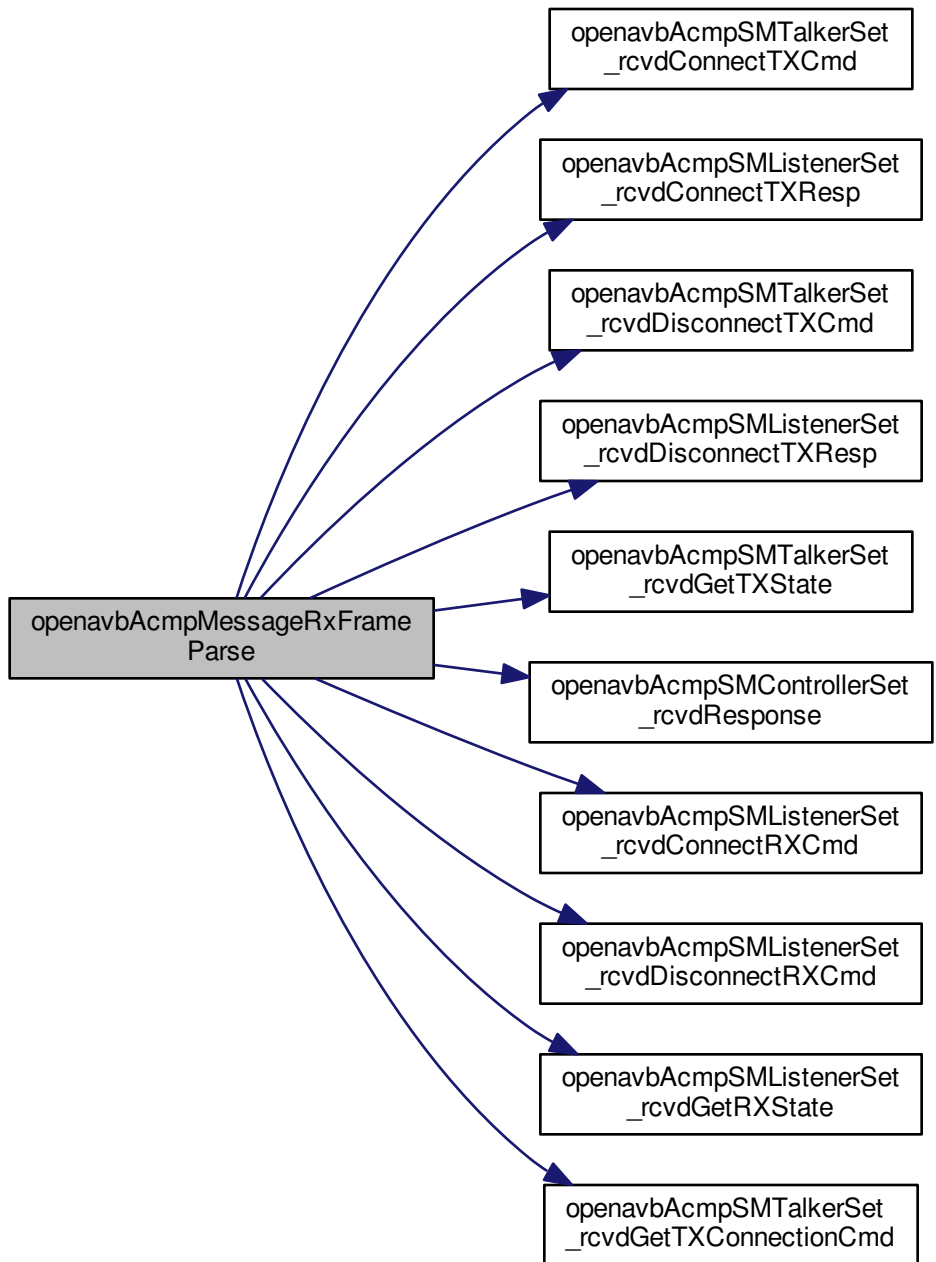 openavbAcmpSMTalkerSet
_rcvdConnectTXCmd
openavbAcmpSMListenerSet
_rcvdConnectTXResp
openavbAcmpSMTalkerSet
_rcvdDisconnectTXCmd
openavbAcmpSMListenerSet
_rcvdDisconnectTXResp
openavbAcmpSMTalkerSet
_rcvdGetTXState
openavbAcmpMessageRxFrame
Parse
openavbAcmpSMControllerSet
_rcvdResponse
openavbAcmpSMListenerSet
_rcvdConnectRXCmd
openavbAcmpSMListenerSet
_rcvdDisconnectRXCmd
openavbAcmpSMListenerSet
_rcvdGetRXState
openavbAcmpSMTalkerSet
_rcvdGetTXConnectionCmd